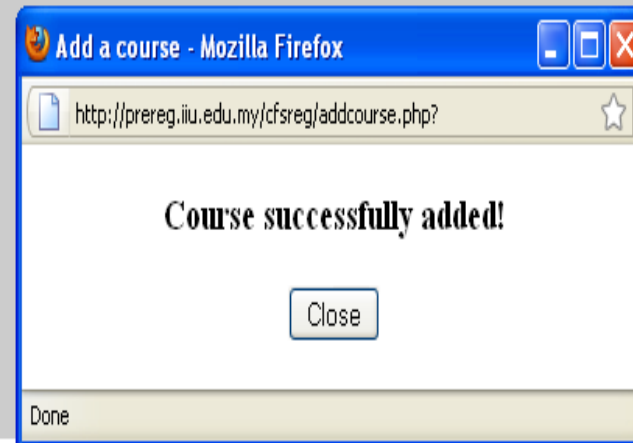 Add a course - Mozilla Firefox
http://prereg.iiu.edu.my/cfsreg/addcourse.php?
Course successfully added!
Close
Done